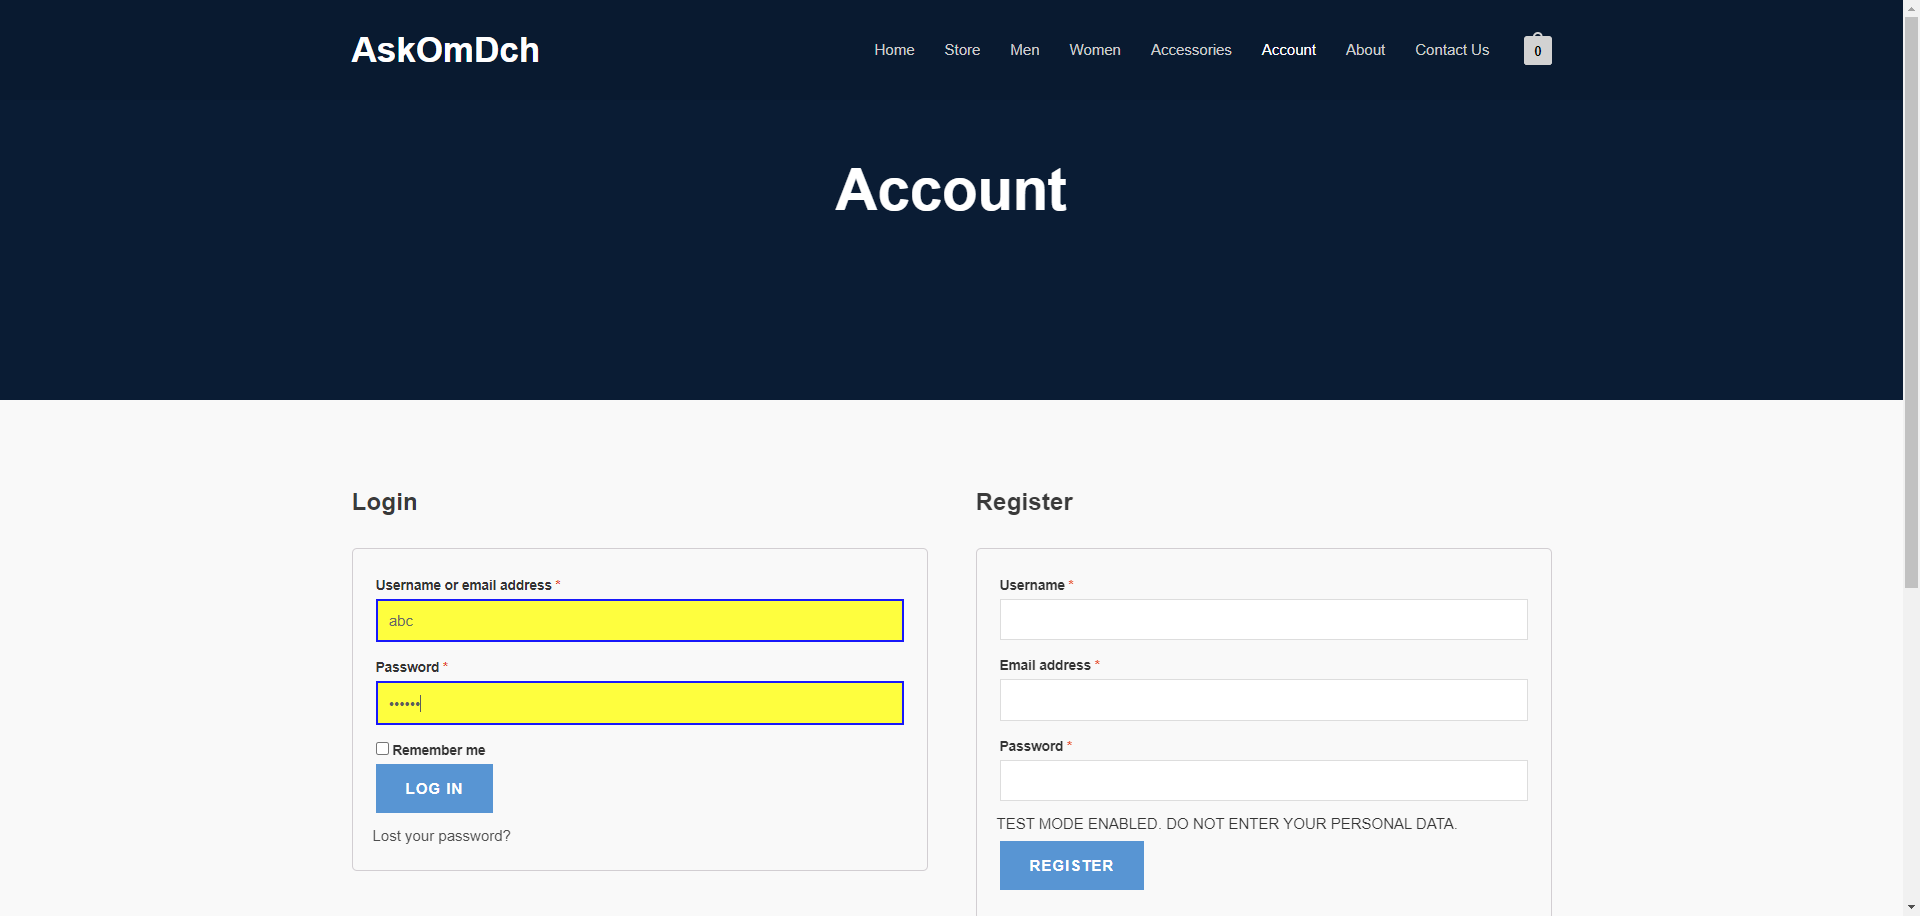 AskOmDch
Home Store Men Women Accessories Account About Contact Us 0
Account
Login
Username or email address *
abc
Password *
••••••
Remember me
LOG IN
Lost your password?
Register
Username *
Email address *
Password *
TEST MODE ENABLED. DO NOT ENTER YOUR PERSONAL DATA.
REGISTER